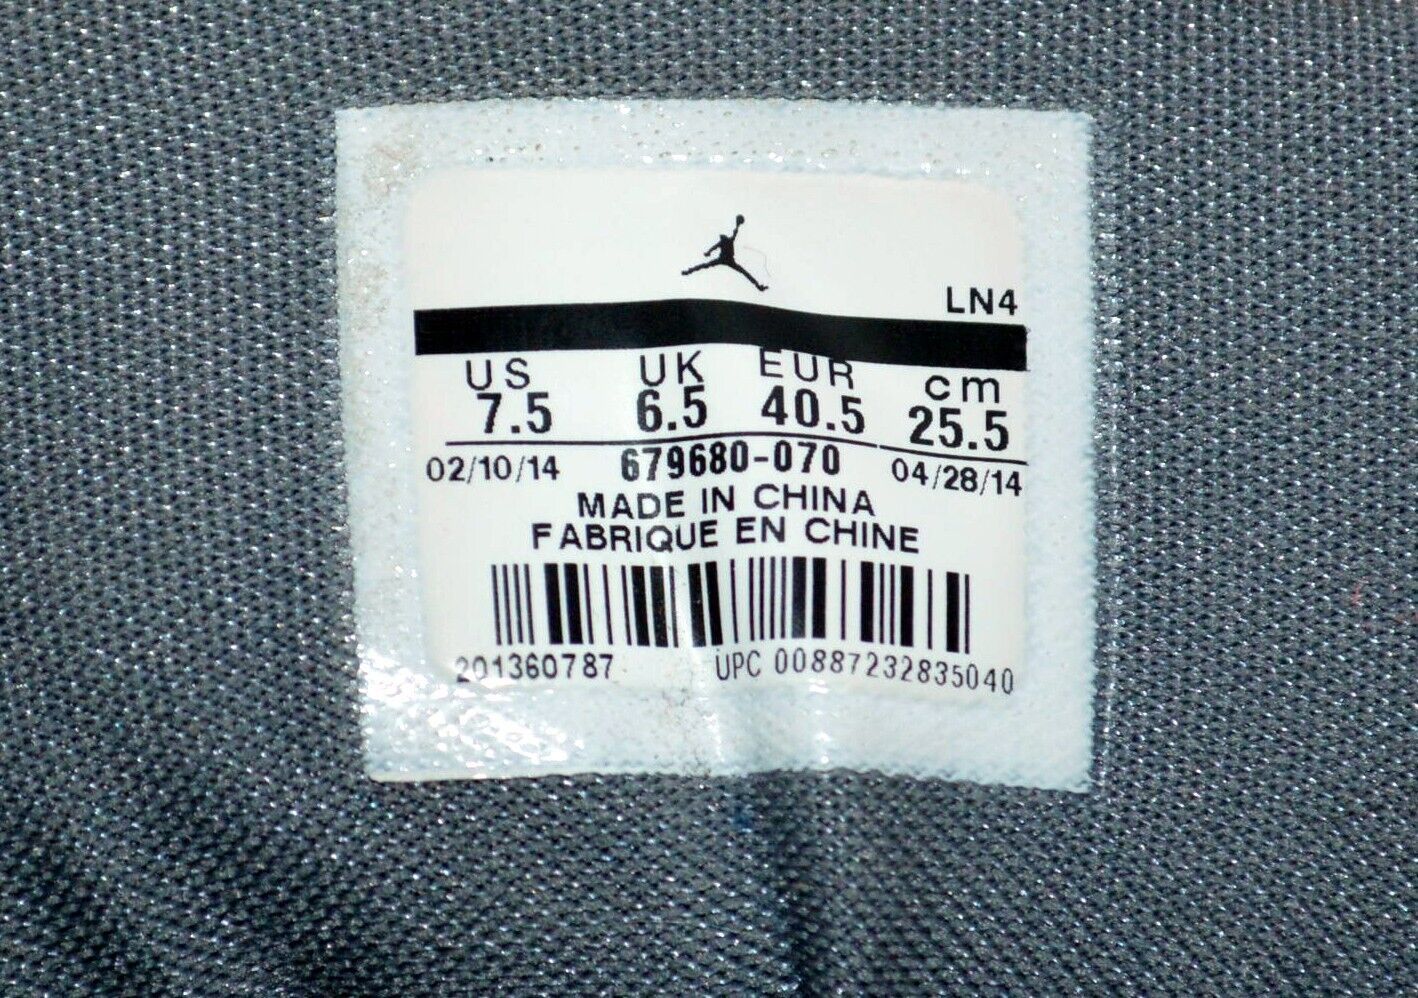 LN4
US UK EUR cm
7.5 6.5 40.5 25.5
02/10/14 679680-070 04/28/14
MADE IN CHINA
FABRIQUE EN CHINE
201360787 UPC 00887232835040